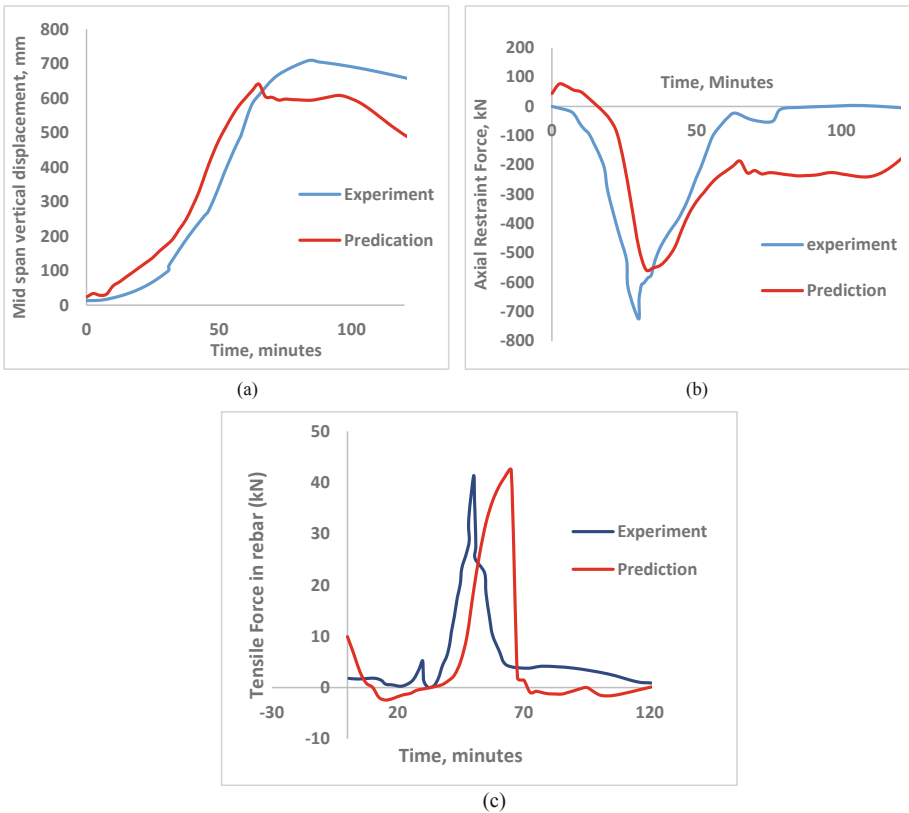 800
700
600
500
400
300
200
100
0
Mid span vertical displacement, mm
Experiment
Predication
0
50
100
Time, minutes
(a)
200
100
0
-100
-200
-300
-400
-500
-600
-700
-800
Axial Restraint Force, kN
Time, Minutes
0
50
100
experiment
Prediction
(b)
50
40
30
20
10
0
-10
Tensile Force in rebar (kN)
Experiment
Prediction
-30
20
70
120
Time, minutes
(c)